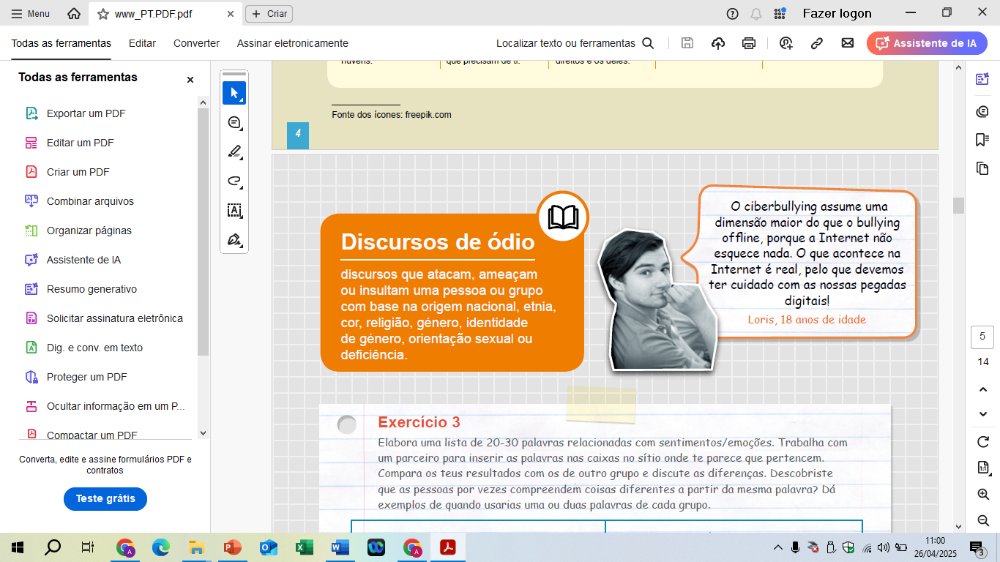 Menu
www_PT.PDF.pdf
Criar
Fazer logon
Todas as ferramentas
Editar
Converter
Assinar eletronicamente
Localizar texto ou ferramentas
Assistente de IA
Todas as ferramentas
Exportar um PDF
Editar um PDF
Criar um PDF
Combinar arquivos
Organizar páginas
Assistente de IA
Resumo generativo
Solicitar assinatura eletrônica
Dig. e conv. em texto
Proteger um PDF
Ocultar informação em um P...
Compactar um PDF
Converta, edite e assine formulários PDF e
contratos
Teste grátis
nuvens.
que precisam de ti.
direitos e os deles.
Fonte dos ícones: freepik.com
4
Discursos de ódio
discursos que atacam, ameaçam
ou insultam uma pessoa ou grupo
com base na origem nacional, etnia,
cor, religião, género, identidade
de género, orientação sexual ou
deficiência.
O ciberbullying assume uma
dimensão maior do que o bullying
offline, porque a Internet não
esquece nada. O que acontece na
Internet é real, pelo que devemos
ter cuidado com as nossas pegadas
digitais!
Loris, 18 anos de idade
Exercício 3
Elabora uma lista de 20-30 palavras relacionadas com sentimentos/emoções. Trabalha com
um parceiro para inserir as palavras nas caixas no sítio onde te parece que pertencem.
Compara os teus resultados com os de outro grupo e discute as diferenças. Descobriste
que as pessoas por vezes compreendem coisas diferentes a partir da mesma palavra? Dá
exemplos de quando usarias uma ou duas palavras de cada grupo.
5
14
1:1
11:00
26/04/2025
3